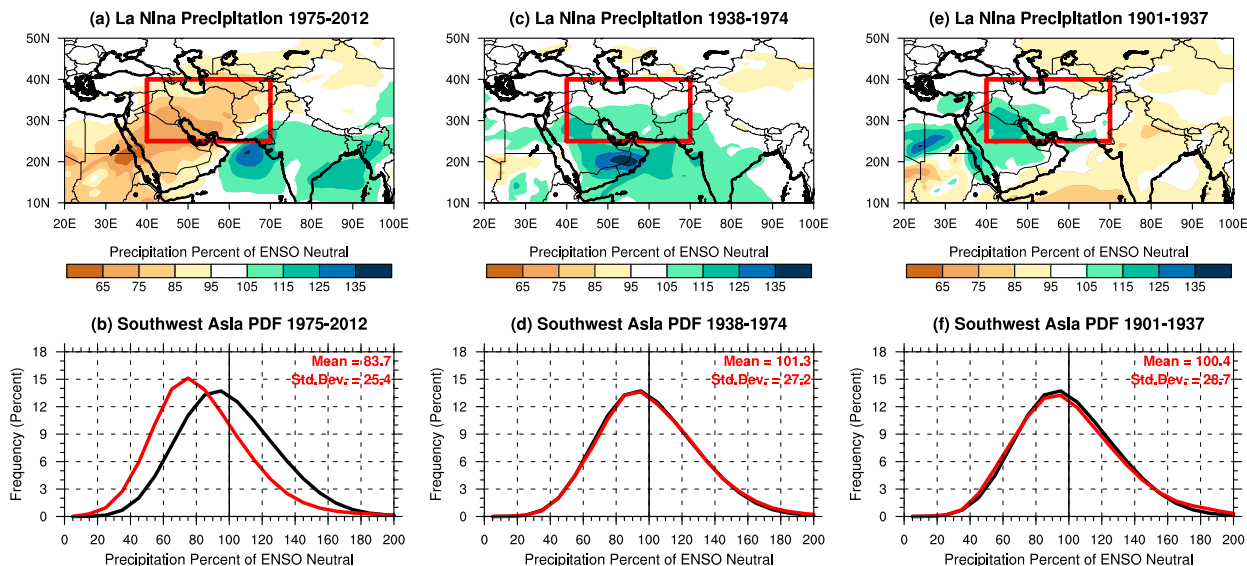 (a) La Nina Precipitation 1975-2012
50N
40N
30N
20N
10N
20E 30E 40E 50E 60E 70E 80E 90E 100E
Precipitation Percent of ENSO Neutral
65 75 85 95 105 115 125 135
(c) La Nina Precipitation 1938-1974
50N
40N
30N
20N
10N
20E 30E 40E 50E 60E 70E 80E 90E 100E
Precipitation Percent of ENSO Neutral
65 75 85 95 105 115 125 135
(e) La Nina Precipitation 1901-1937
50N
40N
30N
20N
10N
20E 30E 40E 50E 60E 70E 80E 90E 100E
Precipitation Percent of ENSO Neutral
65 75 85 95 105 115 125 135
(b) Southwest Asia PDF 1975-2012
Mean = 83.7
Std.Dev. = 25.4
Frequency (Percent)
18
15
12
9
6
3
0
0 20 40 60 80 100 120 140 160 180 200
Precipitation Percent of ENSO Neutral
(d) Southwest Asia PDF 1938-1974
Mean = 101.3
Std.Dev. = 27.2
Frequency (Percent)
18
15
12
9
6
3
0
0 20 40 60 80 100 120 140 160 180 200
Precipitation Percent of ENSO Neutral
(f) Southwest Asia PDF 1901-1937
Mean = 100.4
Std.Dev. = 28.7
Frequency (Percent)
18
15
12
9
6
3
0
0 20 40 60 80 100 120 140 160 180 200
Precipitation Percent of ENSO Neutral